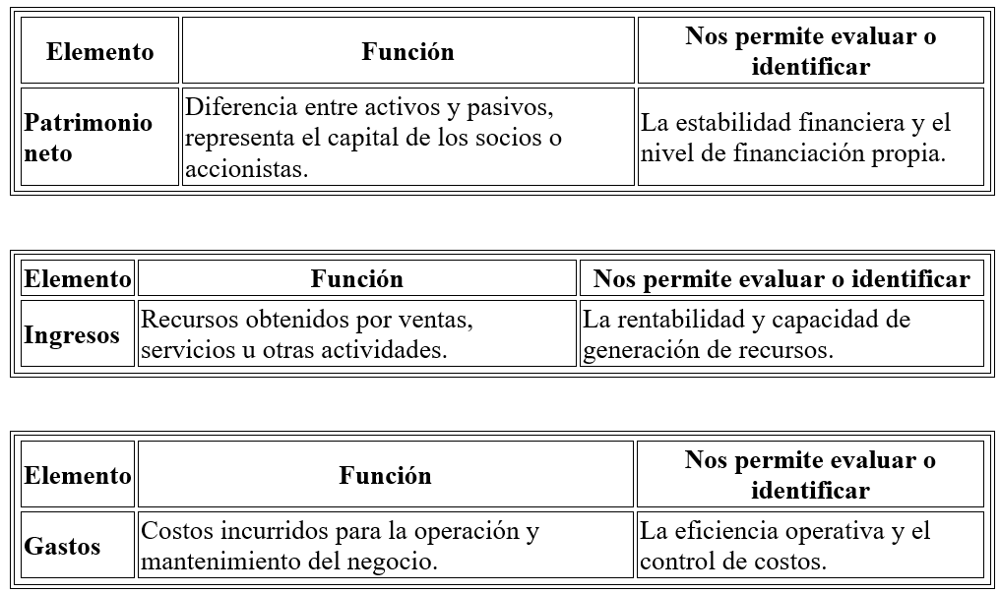 Elemento
Función
Nos permite evaluar o
identificar
Patrimonio
neto
Diferencia entre activos y pasivos,
representa el capital de los socios o
accionistas.
La estabilidad financiera y el
nivel de financiación propia.
Elemento
Función
Nos permite evaluar o identificar
Ingresos
Recursos obtenidos por ventas,
servicios u otras actividades.
La rentabilidad y capacidad de
generación de recursos.
Elemento
Función
Nos permite evaluar o
identificar
Gastos
Costos incurridos para la operación y
mantenimiento del negocio.
La eficiencia operativa y el
control de costos.